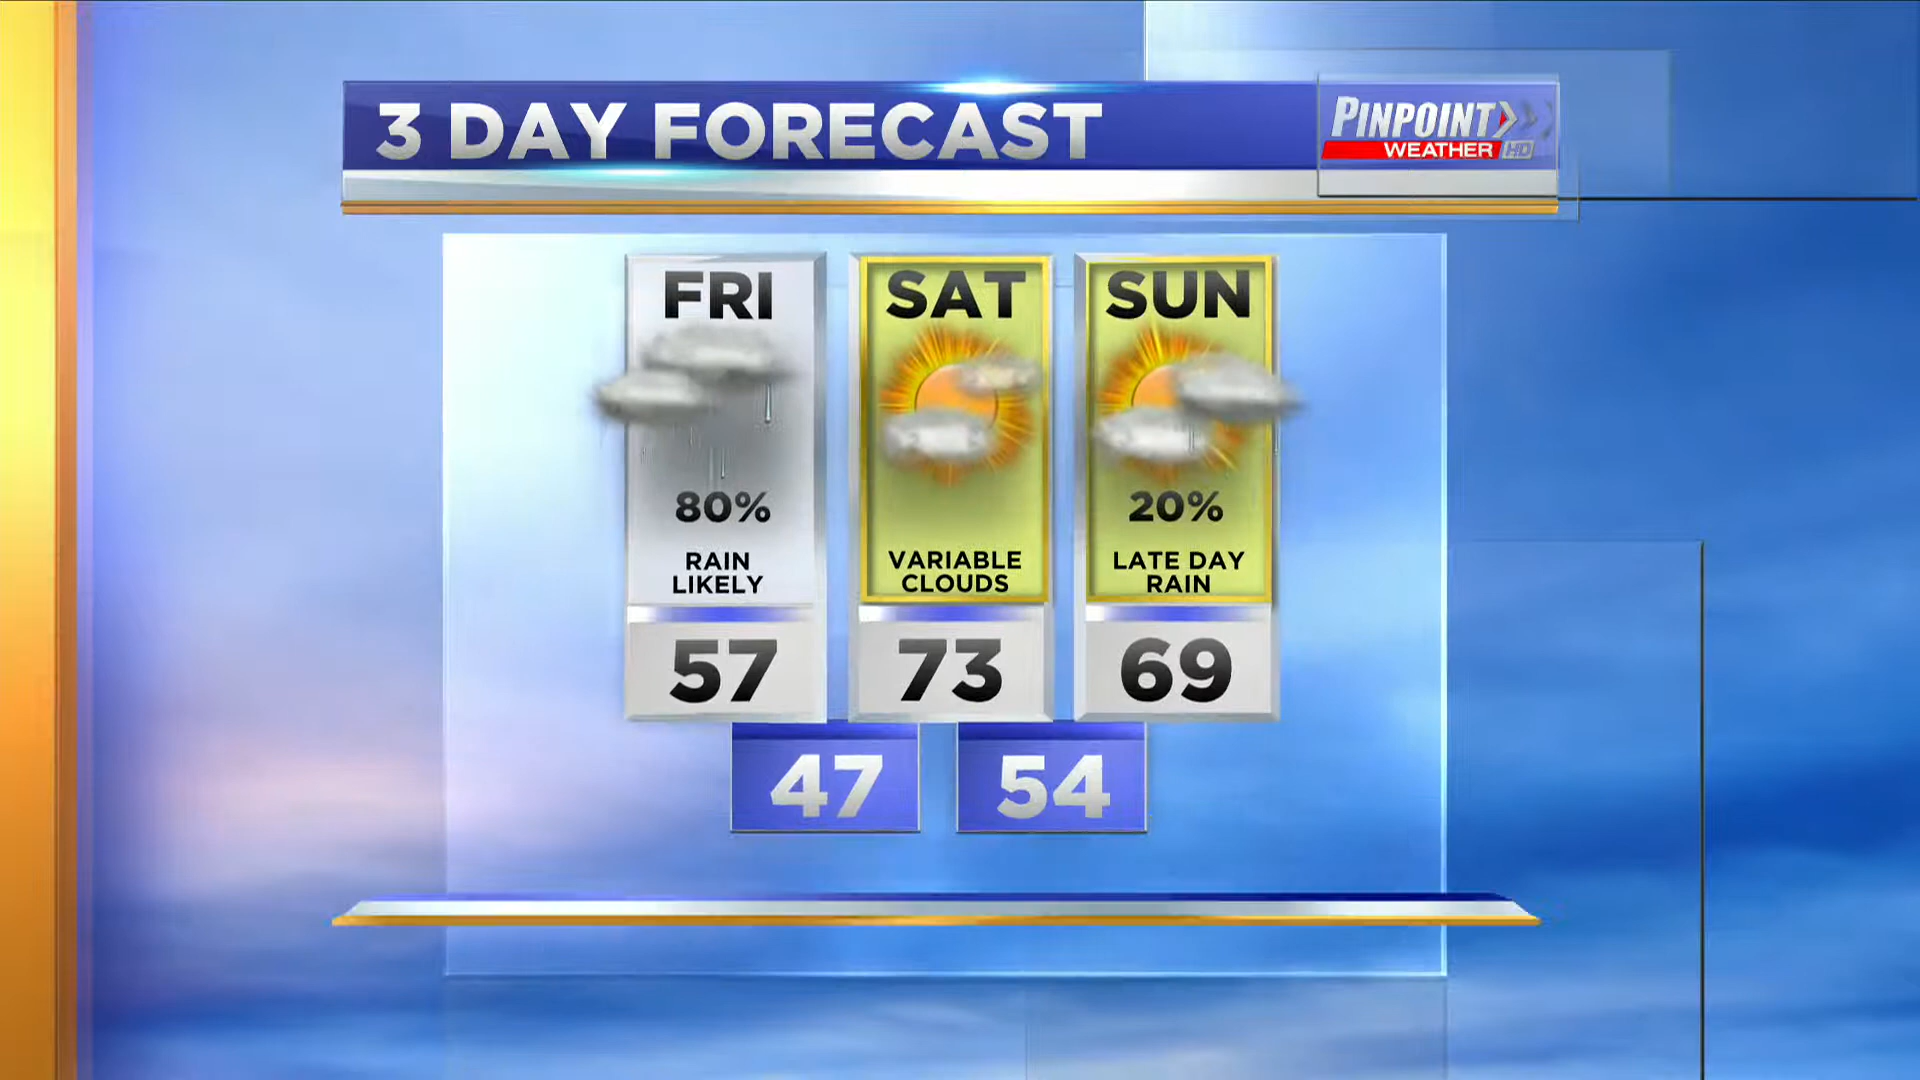 3 DAY FORECAST
PINPOINT
WEATHER HD
FRI
80%
RAIN
LIKELY
57
SAT
VARIABLE
CLOUDS
73
SUN
20%
LATE DAY
RAIN
69
47
54